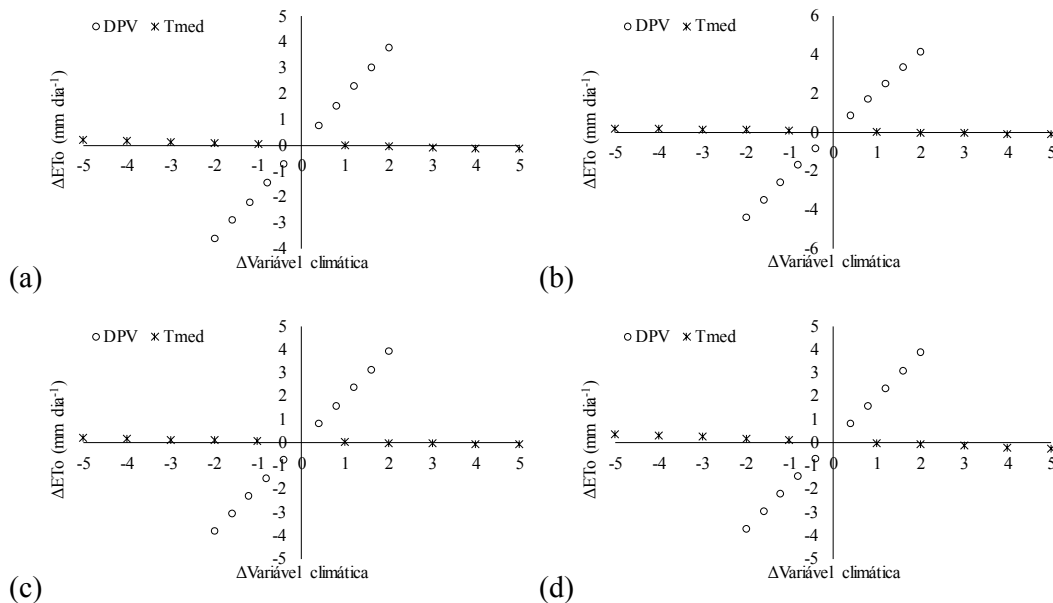 5
DPV Tmed
4
3
2
1
0
-5 -4 -3 -2 -1 0 1 2 3 4 5
-1
-2
-3
-4
ΔETo (mm dia-1)
ΔVariável climática
(a)
6
DPV Tmed
4
2
0
-5 -4 -3 -2 -1 0 1 2 3 4 5
-2
-4
-6
ΔETo (mm dia-1)
ΔVariável climática
(b)
5
DPV Tmed
4
3
2
1
0
-5 -4 -3 -2 -1 0 1 2 3 4 5
-1
-2
-3
-4
-5
ΔETo (mm dia-1)
ΔVariável climática
(c)
5
DPV Tmed
4
3
2
1
0
-5 -4 -3 -2 -1 0 1 2 3 4 5
-1
-2
-3
-4
-5
ΔETo (mm dia-1)
ΔVariável climática
(d)